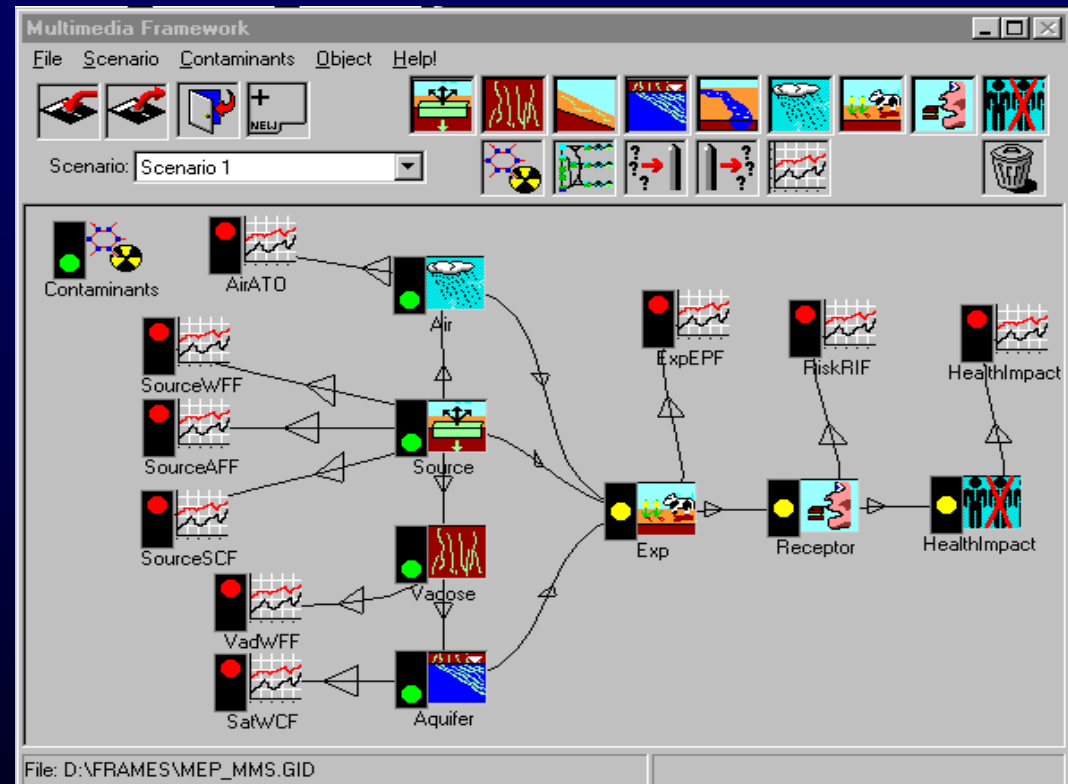 Multimedia Framework
File Scenario Contaminants Object Help!
+
NEW
Scenario: Scenario 1
? ? ? ?
? ? ? ?
Contaminants
AirATO
Air
ExpEPF
RiskRIF
HealthImpact
SourceWFF
SourceAFF
Source
SourceSCF
Exp
Receptor
HealthImpact
Vadose
VadWFF
SatWCF
Aquifer
File: D:\FRAMES\MEP_MMS.GID